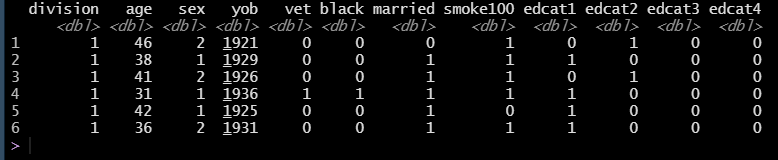 division age sex yob vet black married smoke100 edcat1 edcat2 edcat3 edcat4
<dbl> <dbl> <dbl> <dbl> <dbl> <dbl> <dbl> <dbl> <dbl> <dbl> <dbl> <dbl>
1 1 46 2 1921 0 0 0 1 0 1 0 0
2 1 38 1 1929 0 0 1 1 1 0 0 0
3 1 41 2 1926 0 0 1 1 0 1 0 0
4 1 31 1 1936 1 1 1 1 1 0 0 0
5 1 42 1 1925 0 0 1 0 1 0 0 0
6 1 36 2 1931 0 0 1 1 1 0 0 0
>